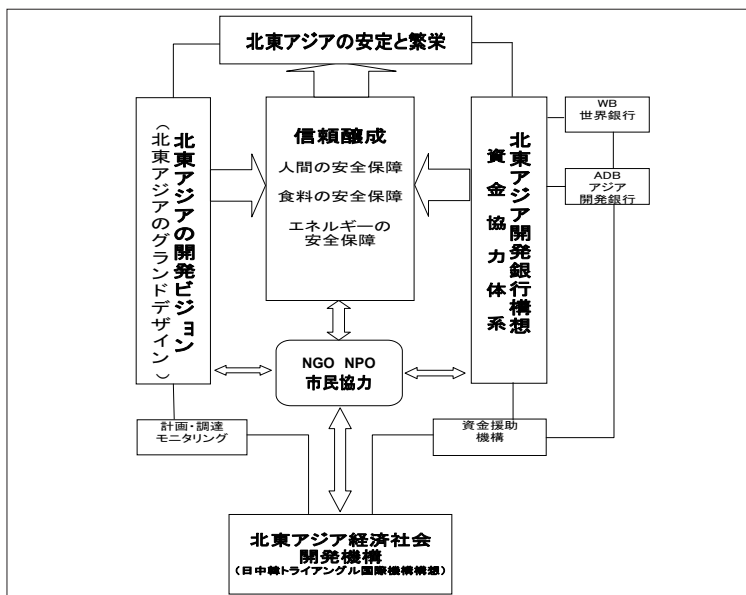 北東アジアの安定と繁栄
北東アジアの開発ビジョン
（北東アジアのグランドデザイン）
信頼醸成
人間の安全保障
食料の安全保障
エネルギーの
安全保障
北東アジア開発銀行構想
資金協力体系
WB
世界銀行
ADB
アジア
開発銀行
NGO NPO
市民協力
計画・調達
モニタリング
資金援助
機構
北東アジア経済社会
開発機構
（日中韓トライアングル国際機構構想）